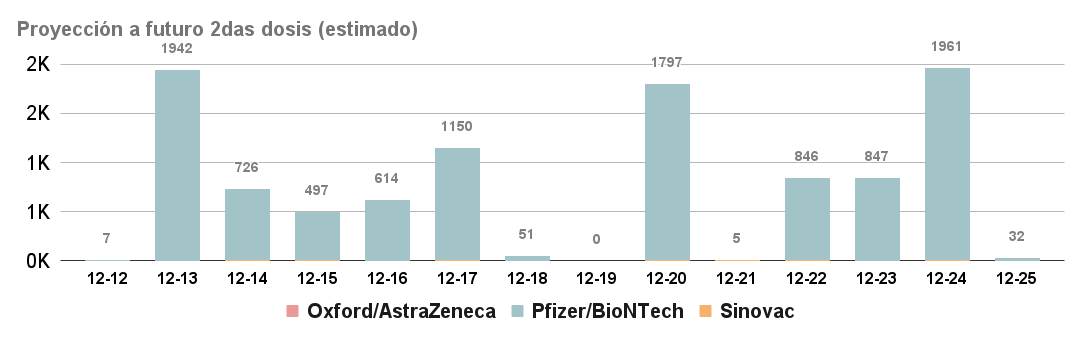 Proyección a futuro 2das dosis (estimado)
1942 1797 1961
2K
2K
1150
726 497 614 846 847
1K
1K
7 51 0 5 32
0K
12-12 12-13 12-14 12-15 12-16 12-17 12-18 12-19 12-20 12-21 12-22 12-23 12-24 12-25
Oxford/AstraZeneca Pfizer/BioNTech Sinovac